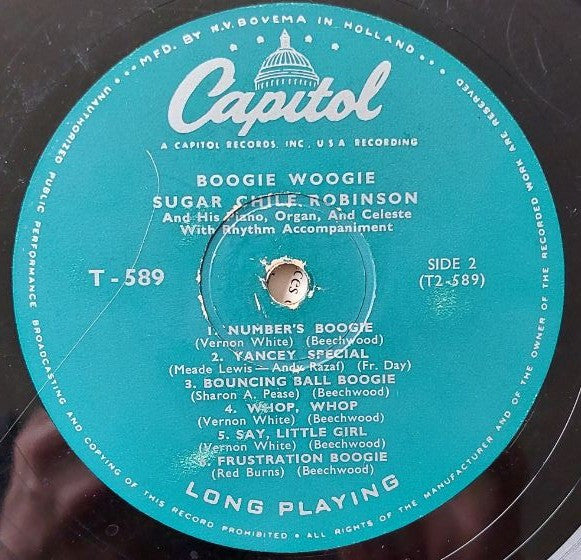 MFD. BY N.V. BOVEMA IN HOLLAND
Capitol
A CAPITOL RECORDS, INC., U.S.A. RECORDING
BOOGIE WOOGIE
SUGAR CHILE ROBINSON
And His Piano, Organ, And Celeste
With Rhythm Accompaniment
T - 589
SIDE 2
(T2-589)
1. NUMBER'S BOOGIE
(Vernon White) (Beechwood)
2. YANCEY SPECIAL
(Meade Lewis — Andy Razaf) (Fr. Day)
3. BOUNCING BALL BOOGIE
(Sharon A. Pease) (Beechwood)
4. WHOP, WHOP
(Vernon White) (Beechwood)
5. SAY, LITTLE GIRL
(Vernon White) (Beechwood)
6. FRUSTRATION BOOGIE
(Red Burns) (Beechwood)
LONG PLAYING
UNAUTHORIZED PUBLIC PERFORMANCE BROADCASTING AND COPYING OF THIS RECORD PROHIBITED • ALL RIGHTS OF THE MANUFACTURER AND OF THE OWNER OF THE RECORDED WORK ARE RESERVED